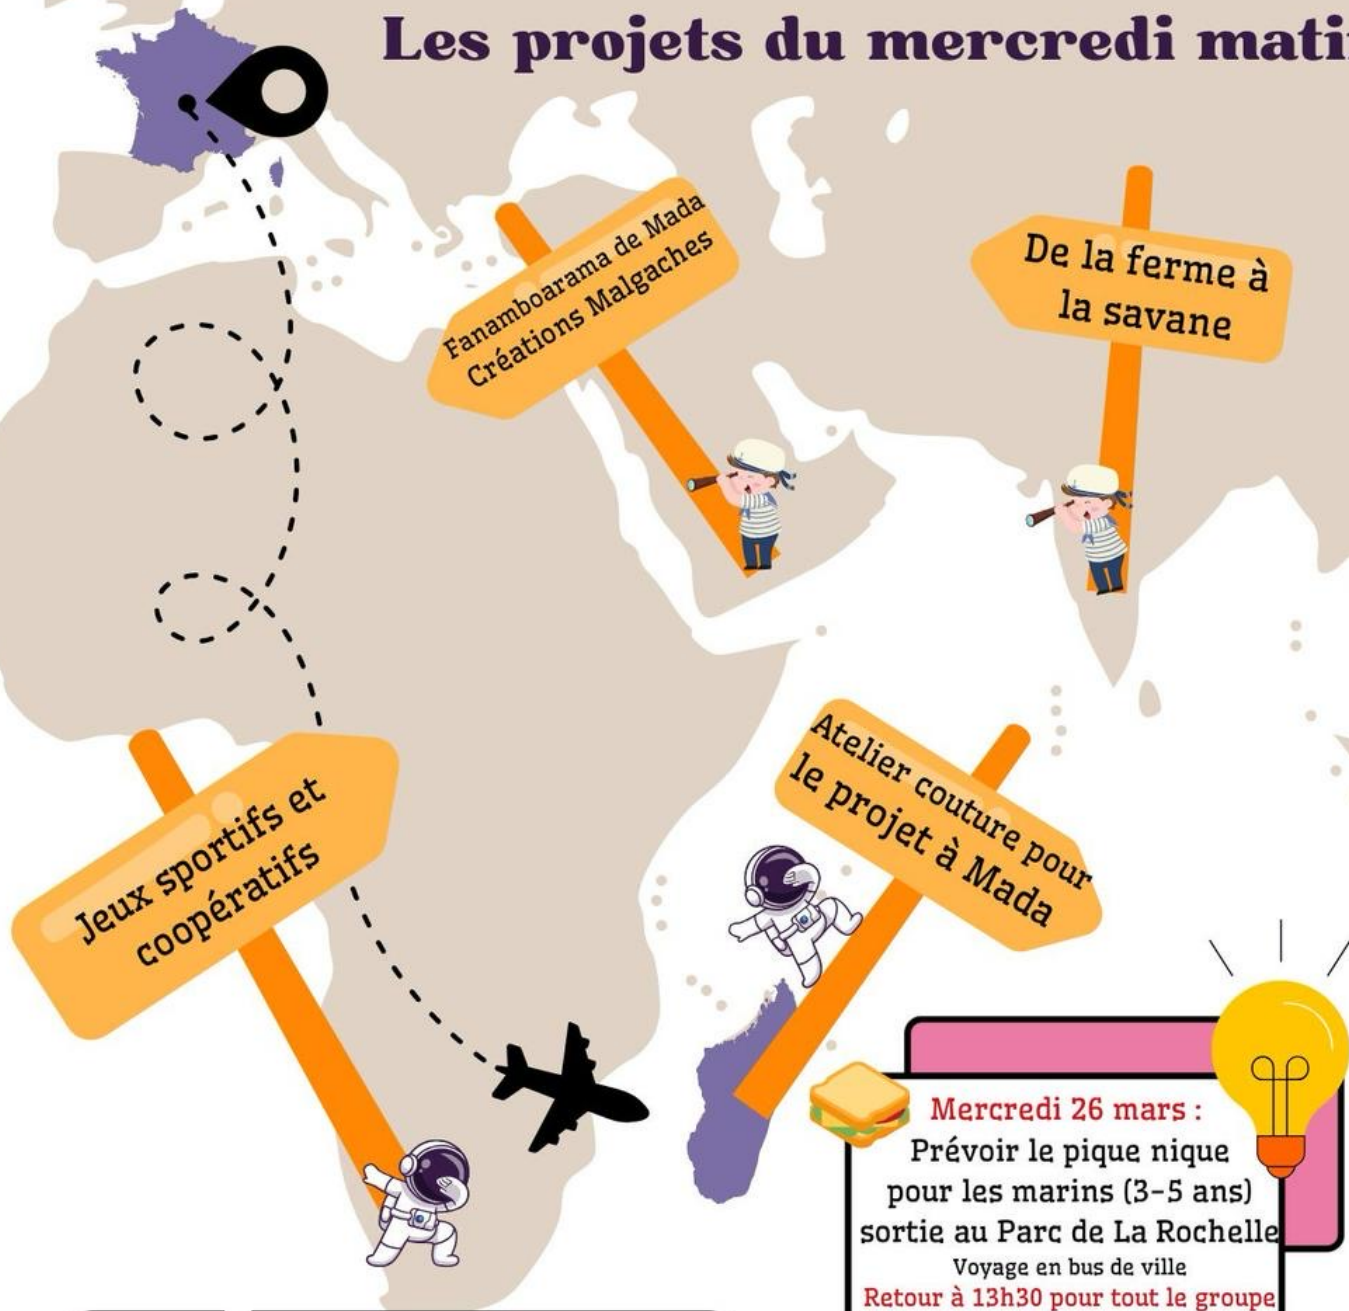 Les projets du mercredi mati
Fanamboarama de Mada
Créations Malgaches
De la ferme à
la savane
Jeux sportifs et
coopératifs
Atelier couture pour
le projet à Mada
Mercredi 26 mars :
Prévoir le pique nique
pour les marins (3-5 ans)
sortie au Parc de La Rochelle
Voyage en bus de ville
Retour à 13h30 pour tout le groupe